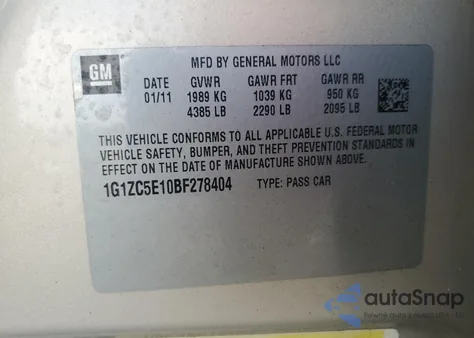 GM
MFD BY GENERAL MOTORS LLC
DATE GVWR GAWR FRT GAWR RR
01/11 1989 KG 1039 KG 950 KG
4385 LB 2290 LB 2095 LB
THIS VEHICLE CONFORMS TO ALL APPLICABLE U.S. FEDERAL MOTOR
VEHICLE SAFETY, BUMPER, AND THEFT PREVENTION STANDARDS IN
EFFECT ON THE DATE OF MANUFACTURE SHOWN ABOVE.
1G1ZC5E10BF278404 TYPE: PASS CAR
autoSnap